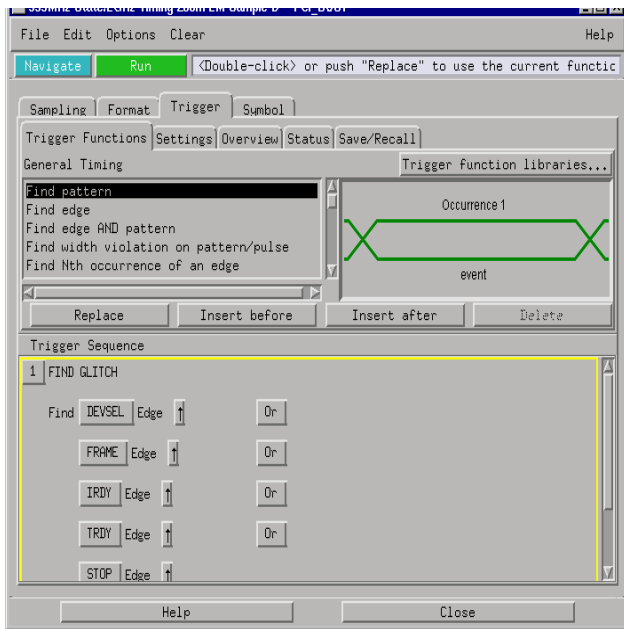 File Edit Options Clear Help
Navigate Run <Double-click> or push "Replace" to use the current functic
Sampling Format Trigger Symbol
Trigger Functions Settings Overview Status Save/Recall
General Timing Trigger function libraries...
Find pattern
Find edge
Find edge AND pattern
Find width violation on pattern/pulse
Find Nth occurrence of an edge
Occurrence 1
event
Replace Insert before Insert after Delete
Trigger Sequence
1 FIND GLITCH
Find DEVSEL Edge ↑ Or
FRAME Edge ↑ Or
IRDY Edge ↑ Or
TRDY Edge ↑ Or
STOP Edge ↑
Help Close